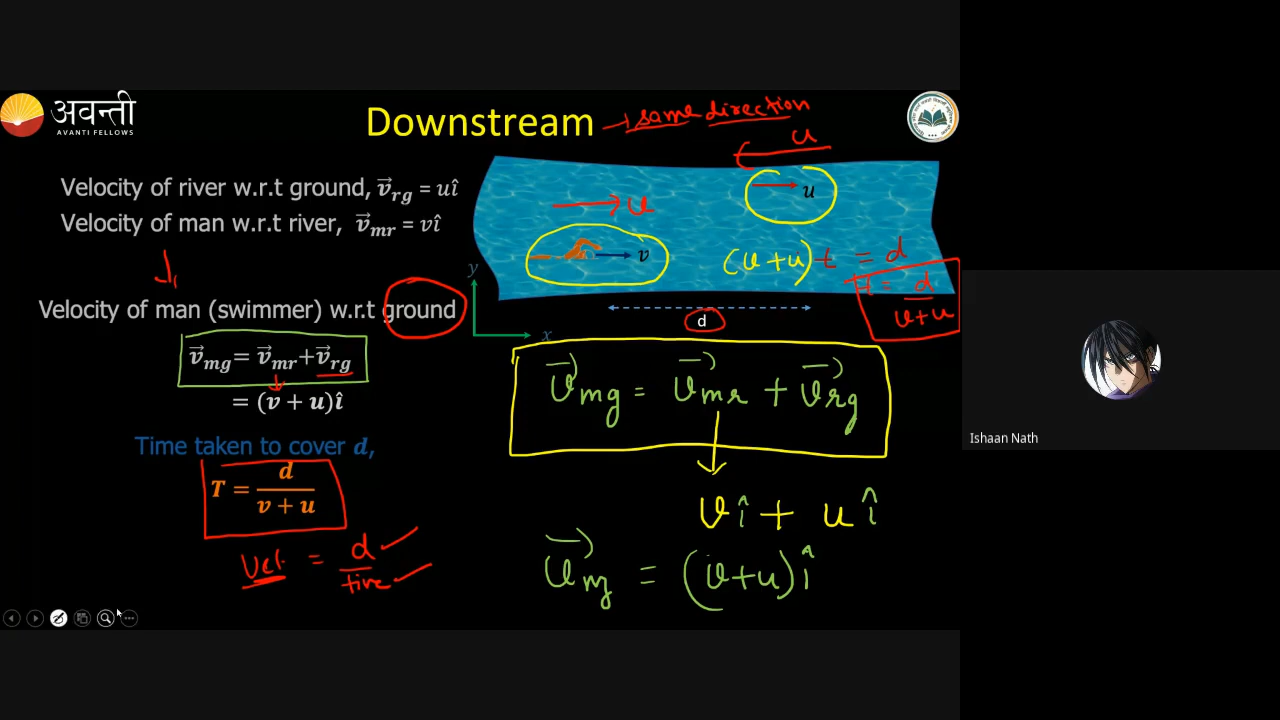 अवन्ती
AVANTI FELLOWS
Downstream → same direction
u
Velocity of river w.r.t ground, v⃗rg = uî
Velocity of man w.r.t river, v⃗mr = vî
u
v
v
(v+u)t = d
t = d/(v+u)
y
x
d
Velocity of man (swimmer) w.r.t ground
v⃗mg = v⃗mr + v⃗rg
= (v + u)î
v⃗mg = v⃗mr + v⃗rg
Time taken to cover d,
T = d/(v + u)
vî + uî
Vel. = d/time
v⃗mg = (v+u)î
Ishaan Nath